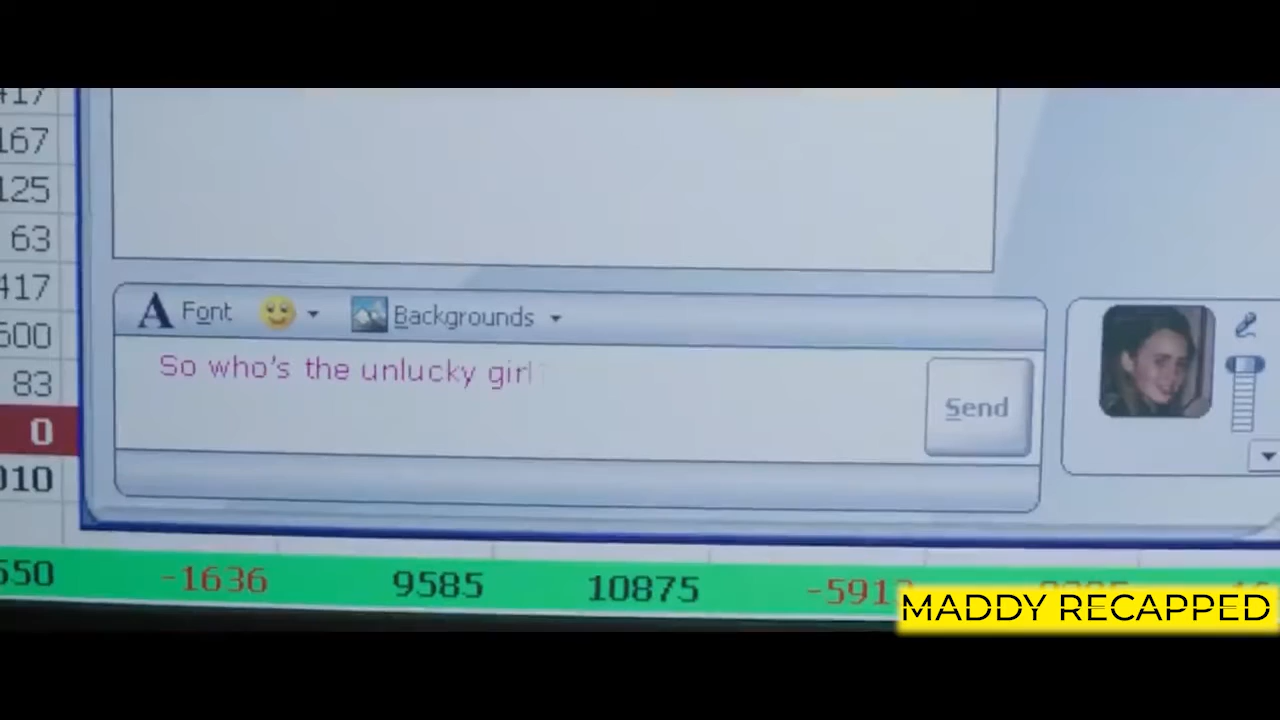 417
167
125
63
417
600
83
0
010
Font
Backgrounds
So who's the unlucky girl
Send
550 -1636 9585 10875 -591
MADDY RECAPPED